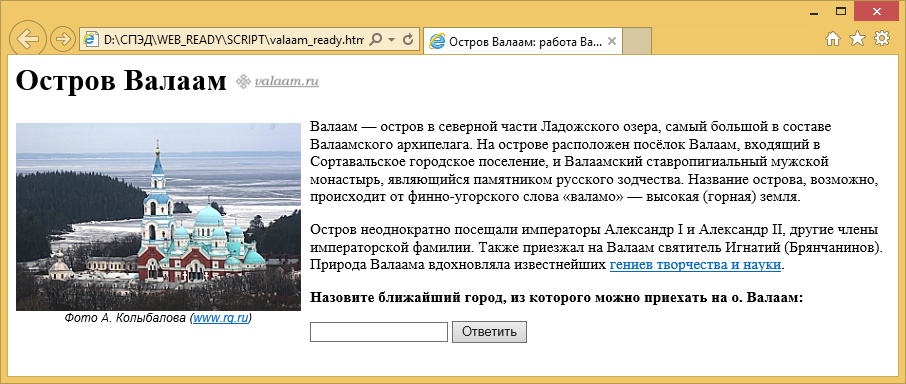 D:\СПЭД\WEB_READY\SCRIPT\valaam_ready.htm
Остров Валаам: работа Ва...
Остров Валаам valaam.ru
Валаам — остров в северной части Ладожского озера, самый большой в составе
Валаамского архипелага. На острове расположен посёлок Валаам, входящий в
Сортавальское городское поселение, и Валаамский ставропигиальный мужской
монастырь, являющийся памятником русского зодчества. Название острова, возможно,
происходит от финно-угорского слова «валамо» — высокая (горная) земля.
Остров неоднократно посещали императоры Александр I и Александр II, другие члены
императорской фамилии. Также приезжал на Валаам святитель Игнатий (Брянчанинов).
Природа Валаама вдохновляла известнейших гениев творчества и науки.
Назовите ближайший город, из которого можно приехать на о. Валаам:
Ответить
Фото А. Колыбалова (www.rg.ru)